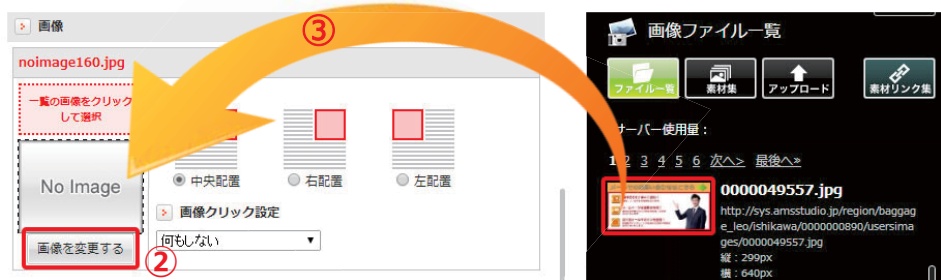 画像
③
noimage160.jpg
一覧の画像をクリック
して選択
No Image
画像を変更する
②
中央配置
右配置
左配置
画像クリック設定
何もしない
画像ファイル一覧
ファイル一覧
素材集
アップロード
素材リンク集
サーバー使用量：
1 2 3 4 5 6 次へ> 最後へ»
0000049557.jpg
http://sys.amsstudio.jp/region/baggag
e_leo/ishikawa/0000000890/usersima
ges/0000049557.jpg
縦：299px
横：640px